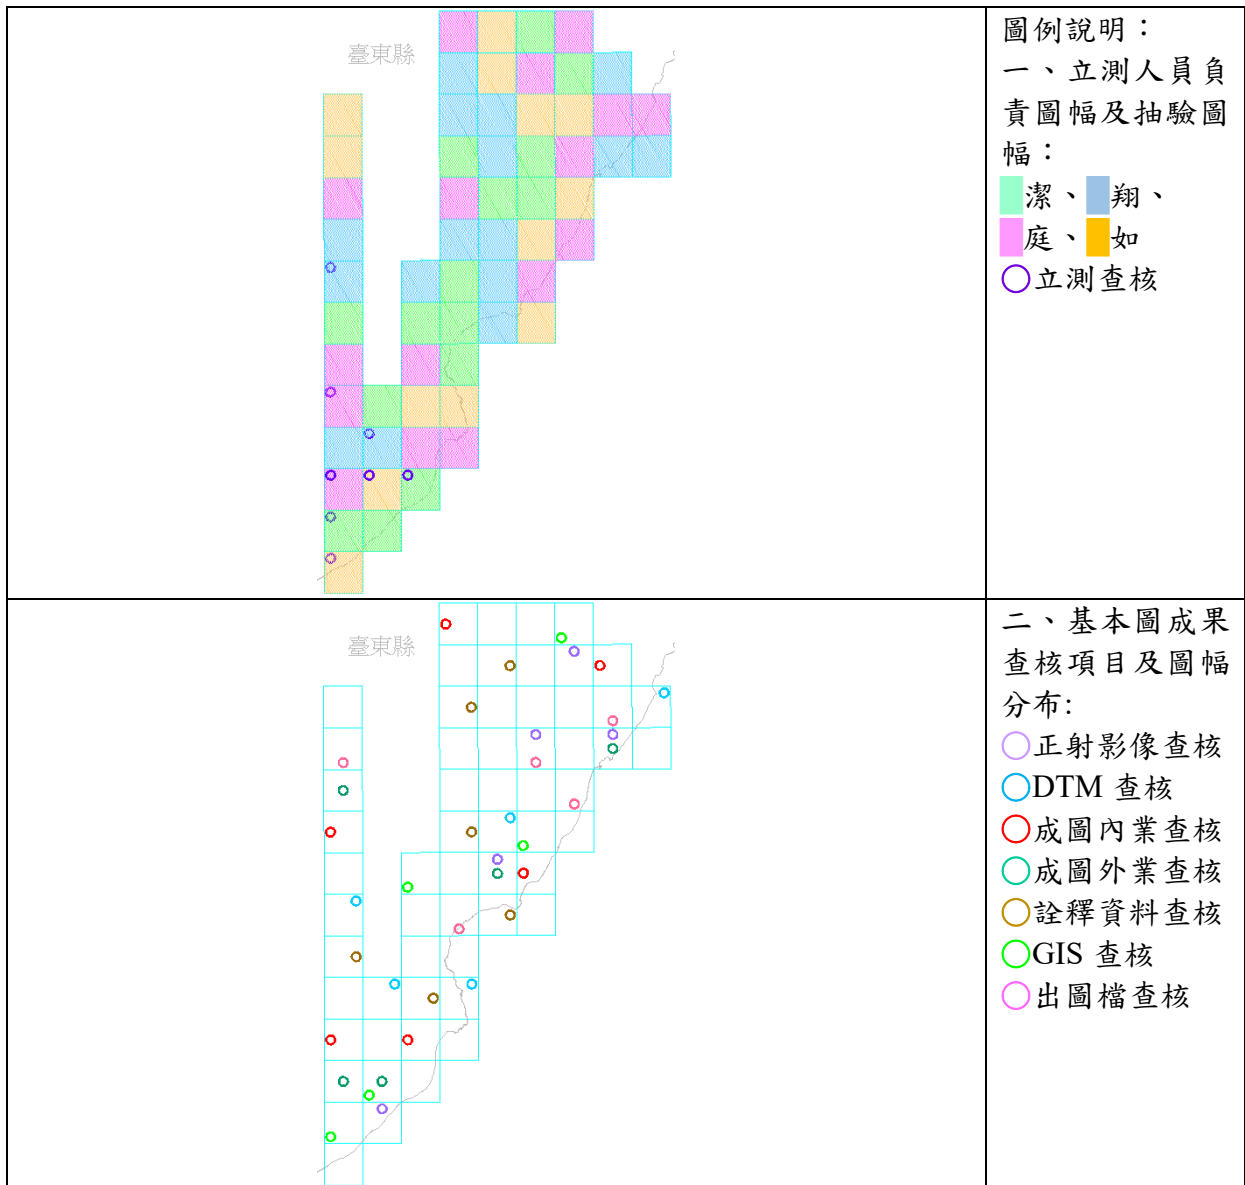 臺東縣
圖例說明：
一、立測人員負
責圖幅及抽驗圖
幅：
潔、翔、
庭、如
立測查核
臺東縣
二、基本圖成果
查核項目及圖幅
分布:
正射影像查核
DTM 查核
成圖內業查核
成圖外業查核
詮釋資料查核
GIS 查核
出圖檔查核